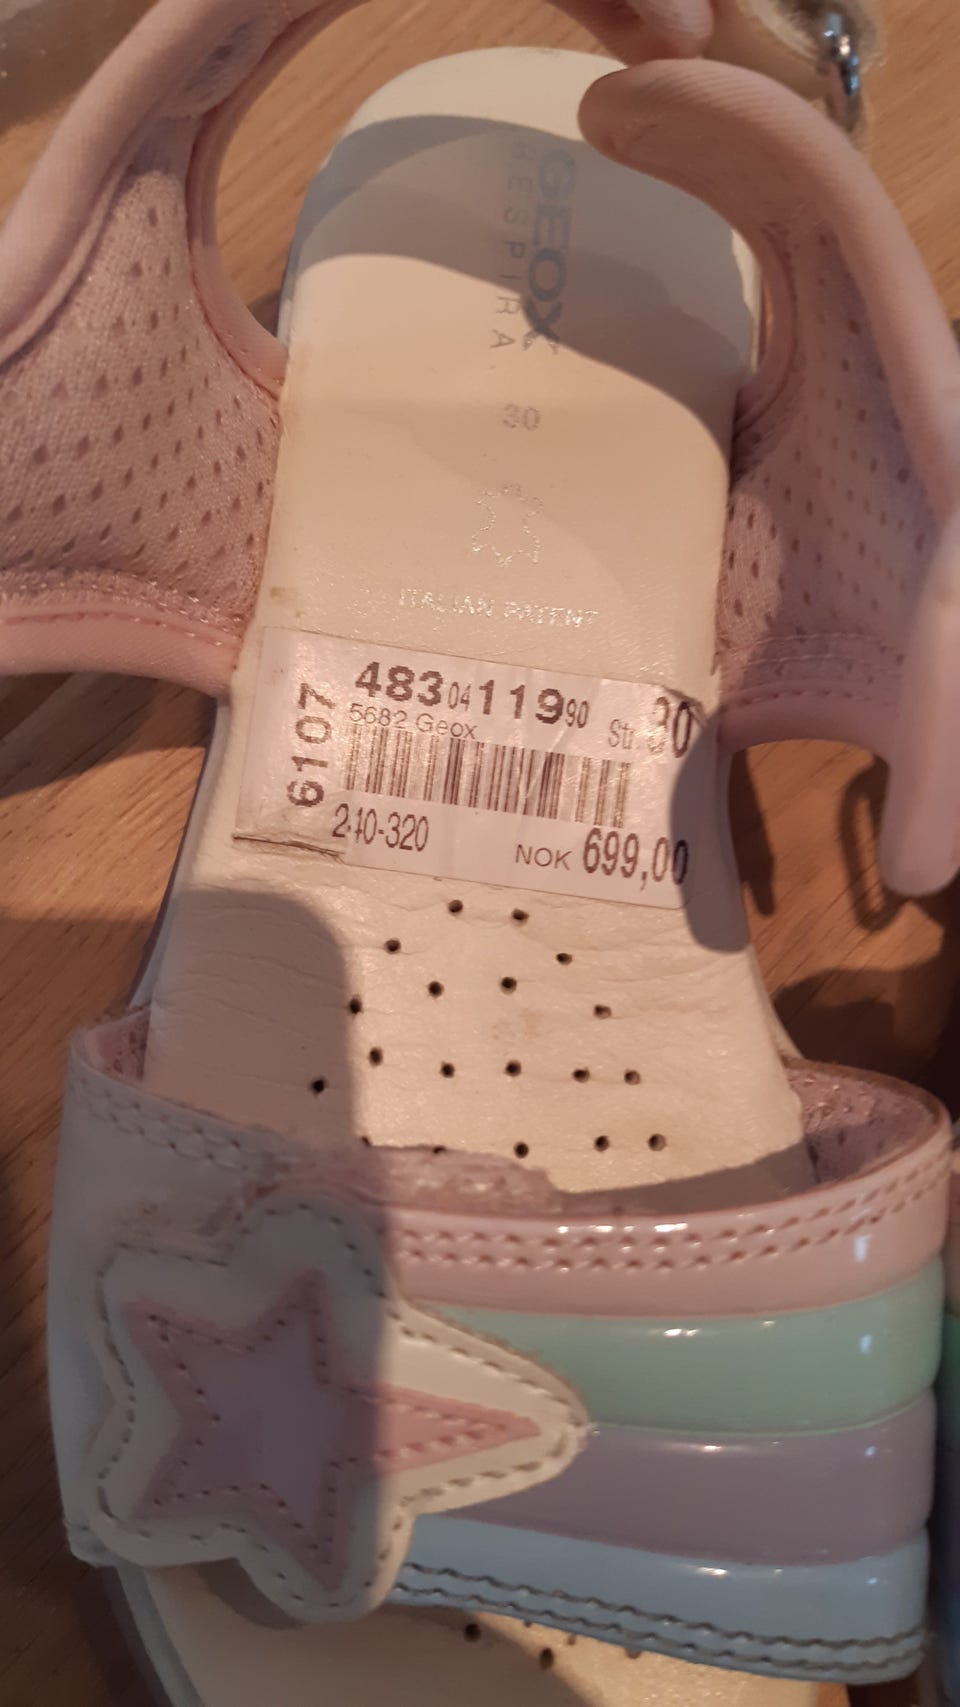 GEOX
RESPIRA
30
ITALIAN PATENT
483 04 119 90 Str. 30
5682 Geox
6107
240-320
NOK 699,00